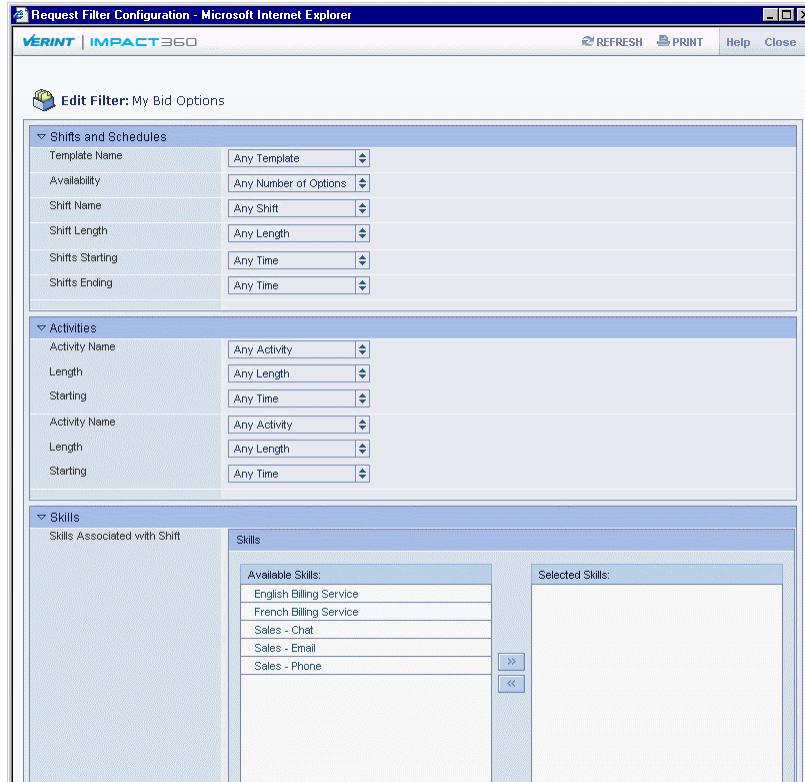 Request Filter Configuration - Microsoft Internet Explorer
VERINT | IMPACT360 REFRESH PRINT Help Close
Edit Filter: My Bid Options
Shifts and Schedules
Template Name Any Template
Availability Any Number of Options
Shift Name Any Shift
Shift Length Any Length
Shifts Starting Any Time
Shifts Ending Any Time
Activities
Activity Name Any Activity
Length Any Length
Starting Any Time
Activity Name Any Activity
Length Any Length
Starting Any Time
Skills
Skills Associated with Shift Skills
Available Skills: Selected Skills:
English Billing Service
French Billing Service
Sales - Chat
Sales - Email
Sales - Phone
>>
<<